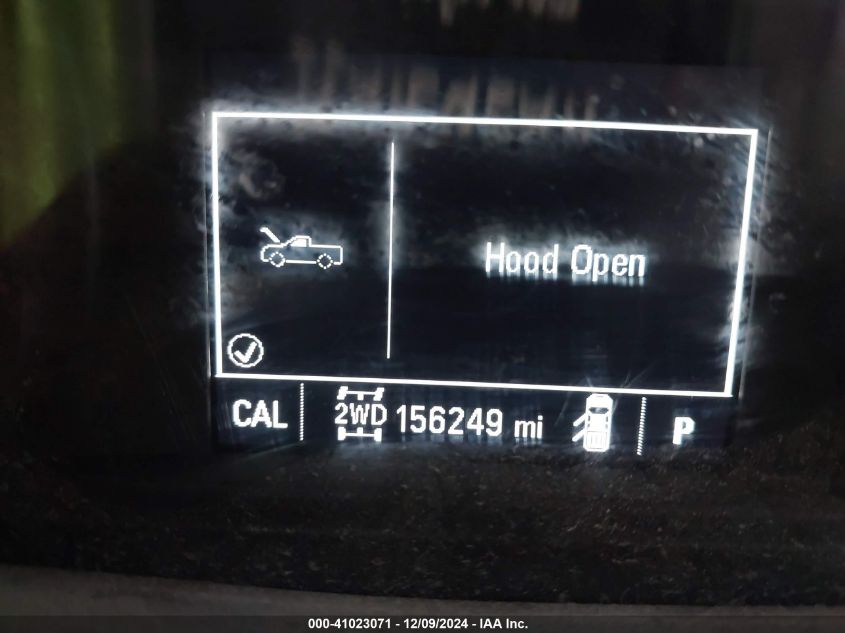 Hood Open
CAL 2WD 156249 mi P
000-41023071 - 12/09/2024 - IAA Inc.